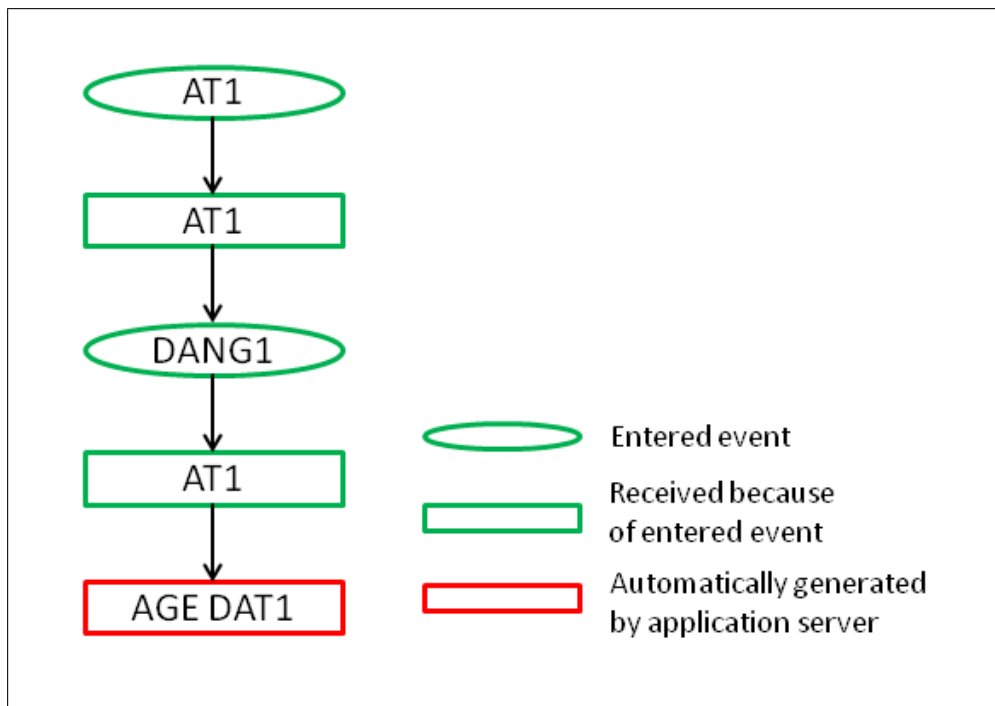 AT1
AT1
DANG1
AT1
AGE DAT1
Entered event
Received because
of entered event
Automatically generated
by application server